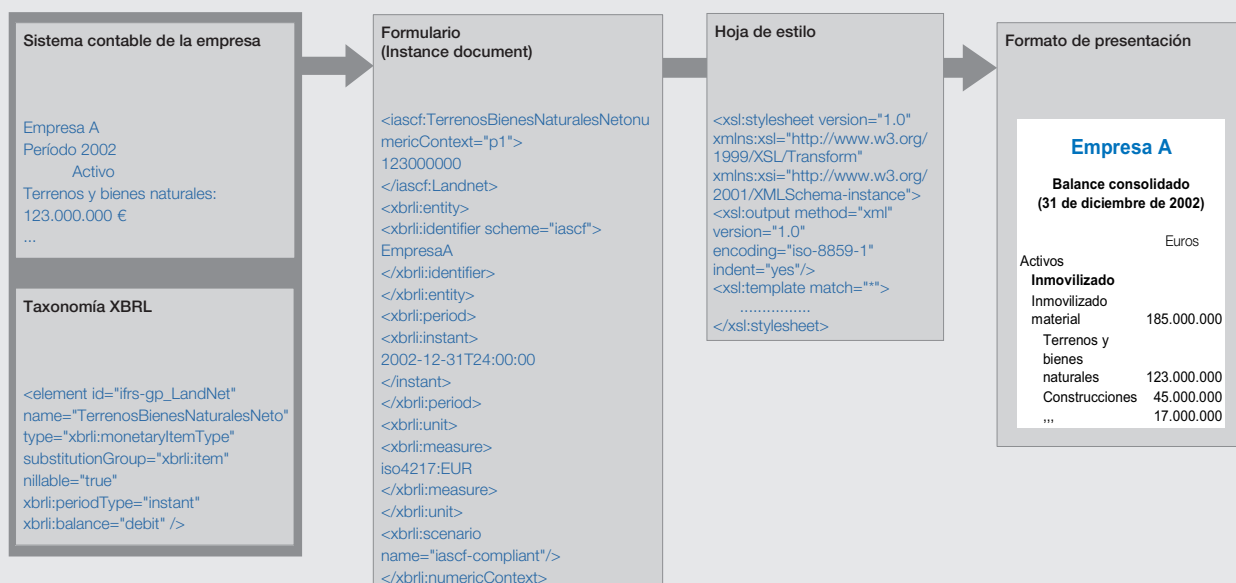 Sistema contable de la empresa
Empresa A
Período 2002
Activo
Terrenos y bienes naturales:
123.000.000 €
...
Taxonomía XBRL
<element id="ifrs-gp_LandNet"
name="TerrenosBienesNaturalesNeto"
type="xbrli:monetaryItemType"
substitutionGroup="xbrli:item"
nillable="true"
xbrli:periodType="instant"
xbrli:balance="debit" />
Formulario
(Instance document)
<iascf:TerrenosBienesNaturalesNetonu
mericContext="p1">
123000000
</iascf:Landnet>
<xbrli:entity>
<xbrli:identifier scheme="iascf">
EmpresaA
</xbrli:identifier>
</xbrli:entity>
<xbrli:period>
<xbrli:instant>
2002-12-31T24:00:00
</instant>
</xbrli:period>
<xbrli:unit>
<xbrli:measure>
iso4217:EUR
</xbrli:measure>
</xbrli:unit>
<xbrli:scenario
name="iascf-compliant"/>
</xbrli:numericContext>
Hoja de estilo
<xsl:stylesheet version="1.0"
xmlns:xsl="http://www.w3.org/
1999/XSL/Transform"
xmlns:xsi="http://www.w3.org/
2001/XMLSchema-instance">
<xsl:output method="xml"
version="1.0"
encoding="iso-8859-1"
indent="yes"/>
<xsl:template match="*">
................
</xsl:stylesheet>
Formato de presentación
Empresa A
Balance consolidado
(31 de diciembre de 2002)
Euros
Activos
Inmovilizado
Inmovilizado
material 185.000.000
Terrenos y
bienes
naturales 123.000.000
Construcciones 45.000.000
,,, 17.000.000